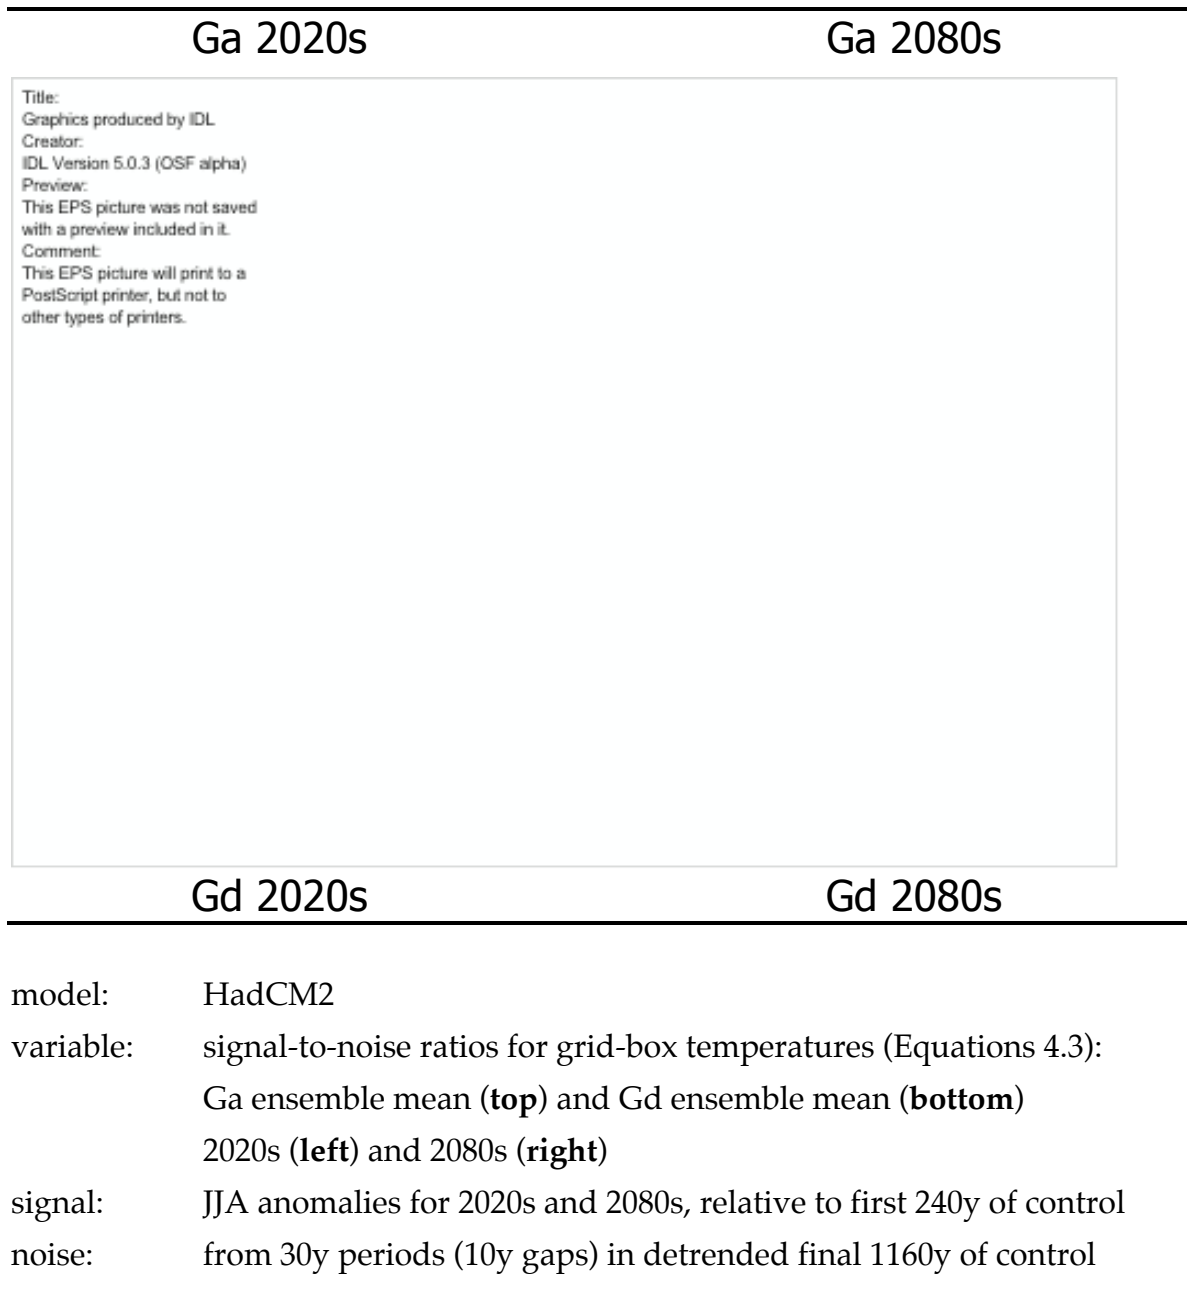 Ga 2020s Ga 2080s
Title:
Graphics produced by IDL
Creator:
IDL Version 5.0.3 (OSF alpha)
Preview:
This EPS picture was not saved
with a preview included in it.
Comment:
This EPS picture will print to a
PostScript printer, but not to
other types of printers.
Gd 2020s Gd 2080s
model: HadCM2
variable: signal-to-noise ratios for grid-box temperatures (Equations 4.3):
Ga ensemble mean (top) and Gd ensemble mean (bottom)
2020s (left) and 2080s (right)
signal: JJA anomalies for 2020s and 2080s, relative to first 240y of control
noise: from 30y periods (10y gaps) in detrended final 1160y of control